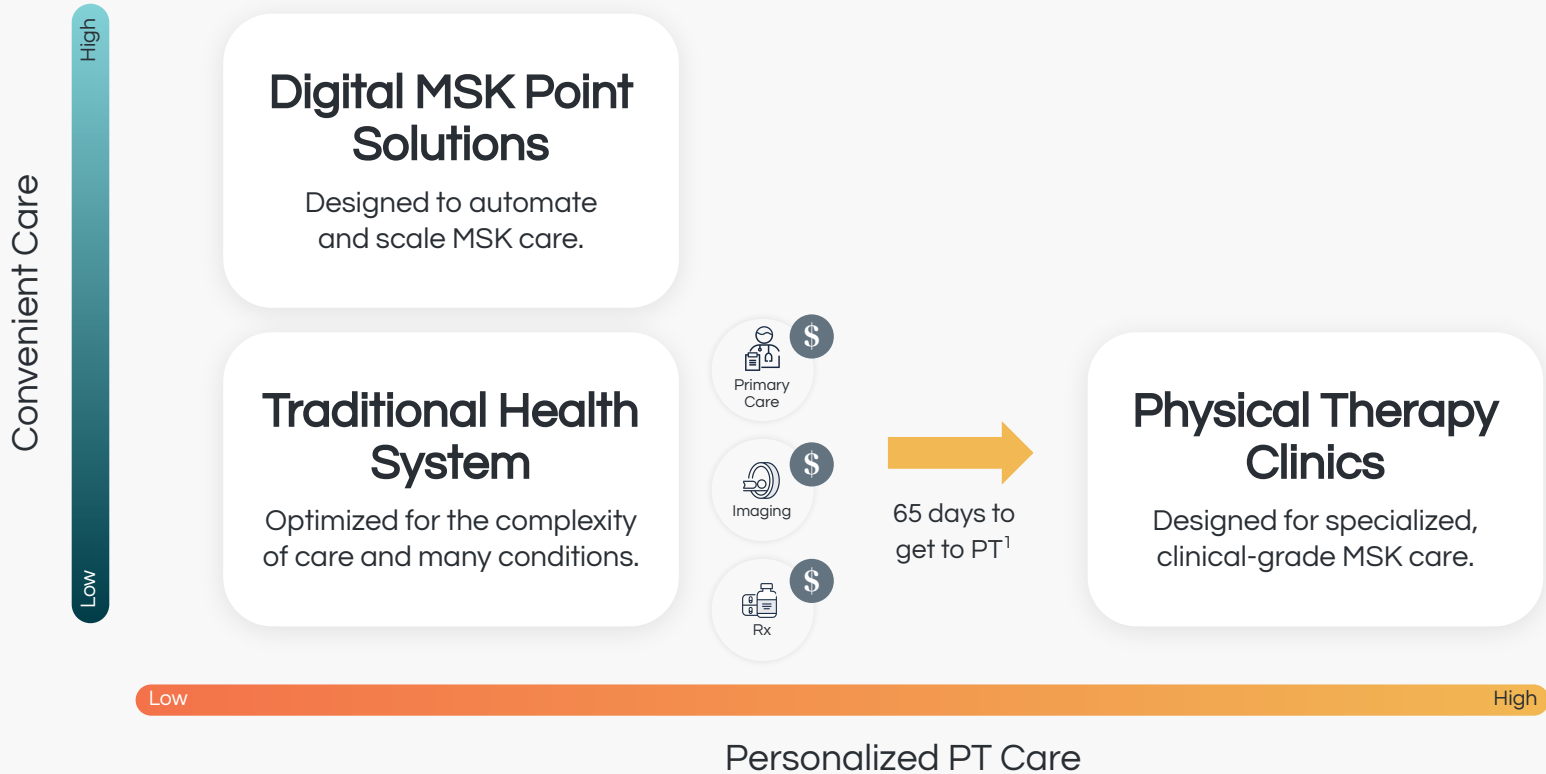 Convenient Care
High
Low
Digital MSK Point
Solutions
Designed to automate
and scale MSK care.
Traditional Health
System
Optimized for the complexity
of care and many conditions.
$
Primary
Care
$
Imaging
$
Rx
65 days to
get to PT¹
Physical Therapy
Clinics
Designed for specialized,
clinical-grade MSK care.
Low
High
Personalized PT Care